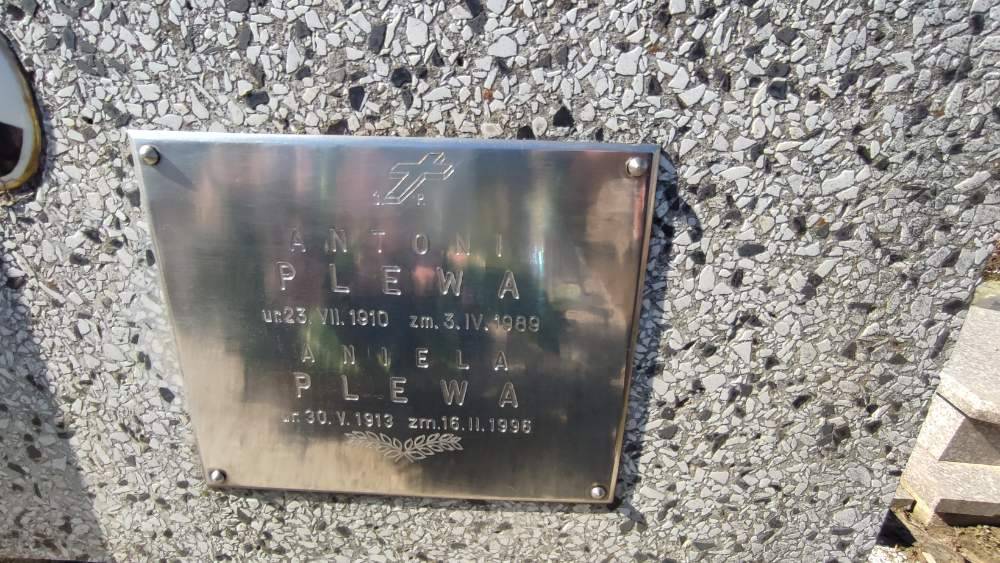 ANTONI
PLEWA
ur. 23. VII. 1910 zm. 3. IV. 1989
ANIELA
PLEWA
ur. 30. V. 1913 zm. 16. II. 1996